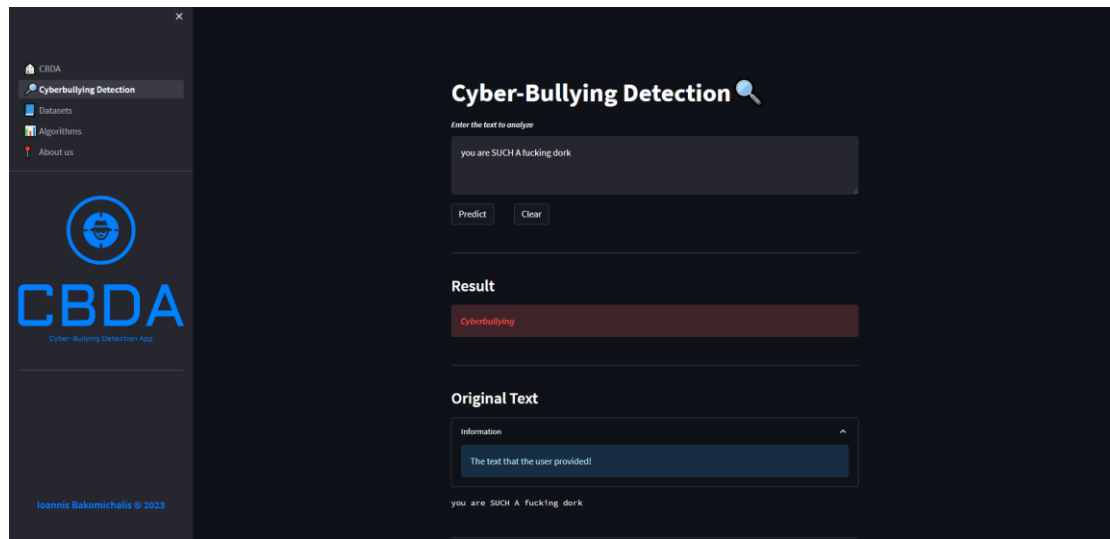 ×
CBDA
Cyberbullying Detection
Datasets
Algorithms
About us
CBDA
Cyber-Bullying Detection App
Ioannis Bakomichalis © 2023
Cyber-Bullying Detection
Enter the text to analyze
you are SUCH A fucking dork
Predict Clear
Result
Cyberbullying
Original Text
Information
The text that the user provided!
you are SUCH A fucking dork